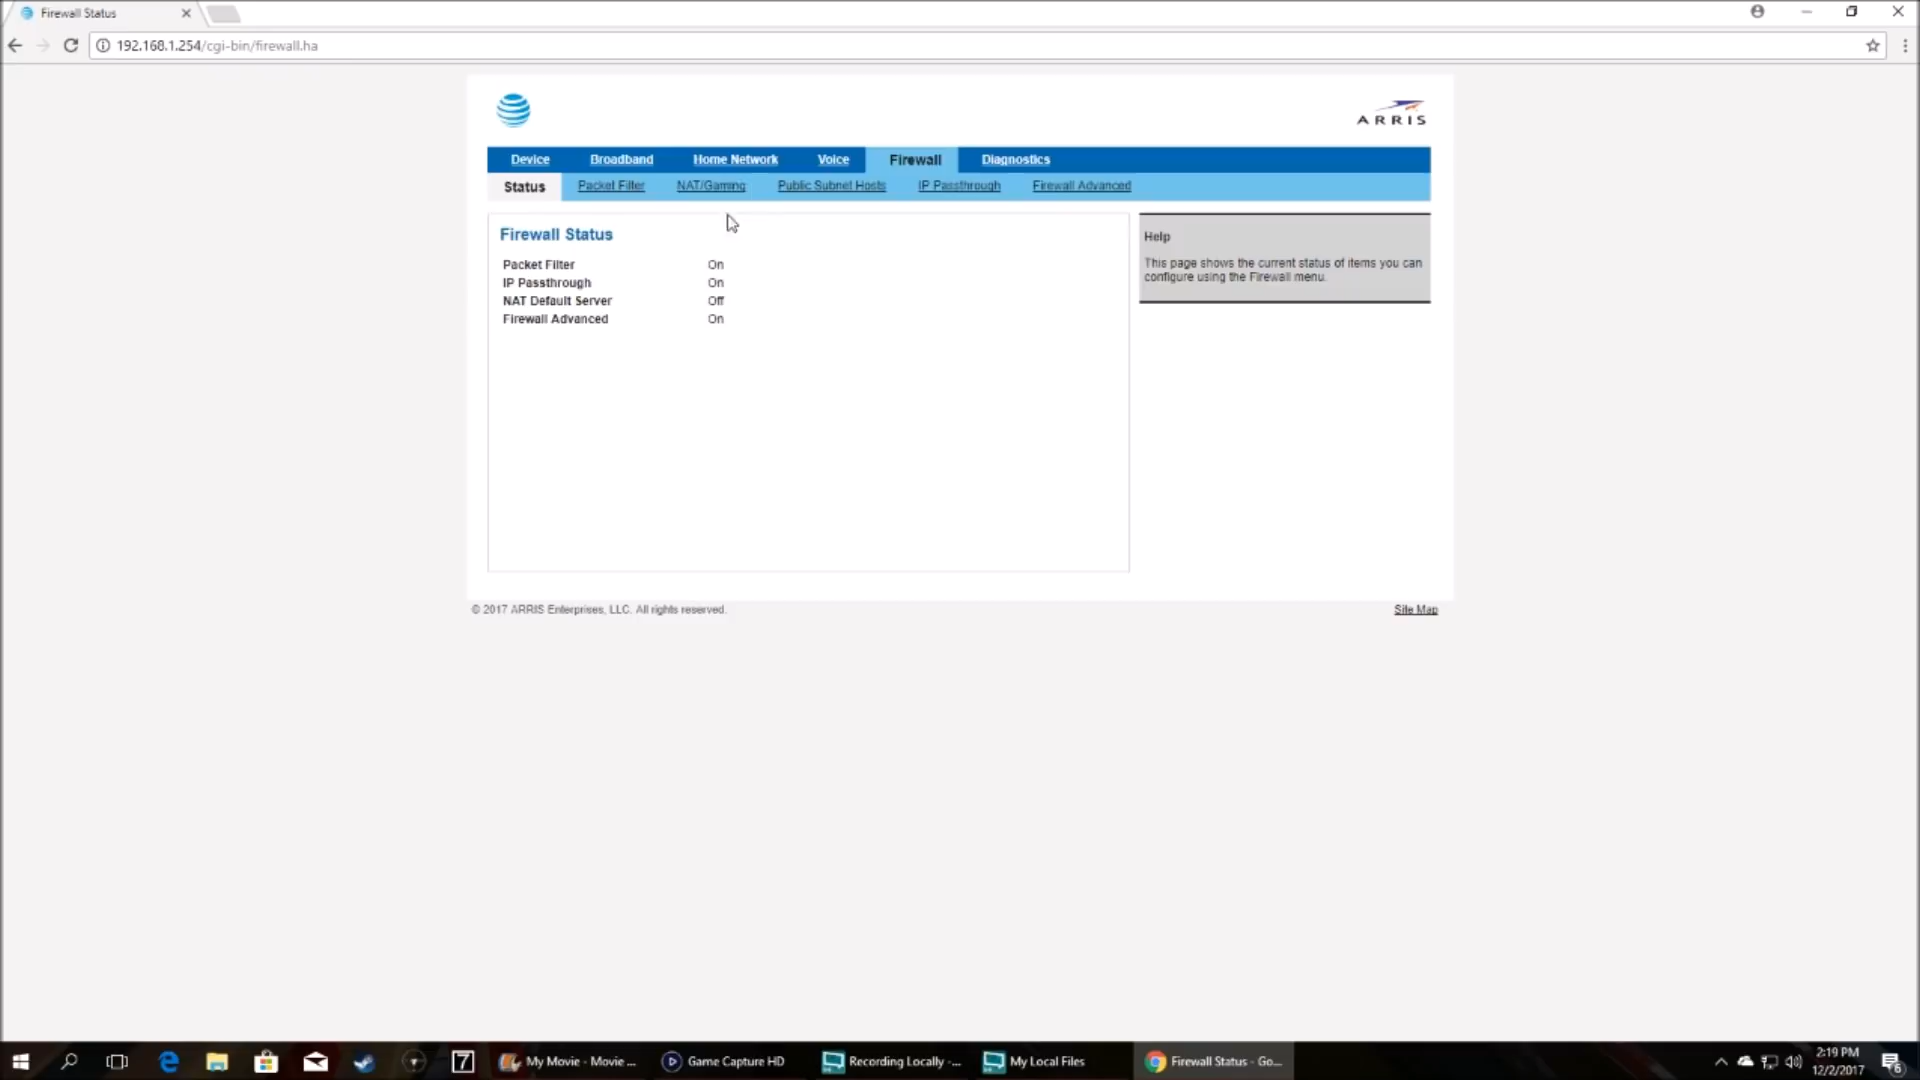 Firewall Status
192.168.1.254/cgi-bin/firewall.ha
ARRIS
Device Broadband Home Network Voice Firewall Diagnostics
Status Packet Filter NAT/Gaming Public Subnet Hosts IP Passthrough Firewall Advanced
Firewall Status
Packet Filter On
IP Passthrough On
NAT Default Server Off
Firewall Advanced On
Help
This page shows the current status of items you can
configure using the Firewall menu.
© 2017 ARRIS Enterprises, LLC. All rights reserved.
Site Map
7 My Movie - Movie ... Game Capture HD Recording Locally -... My Local Files Firewall Status - Go...
2:19 PM
12/2/2017
6